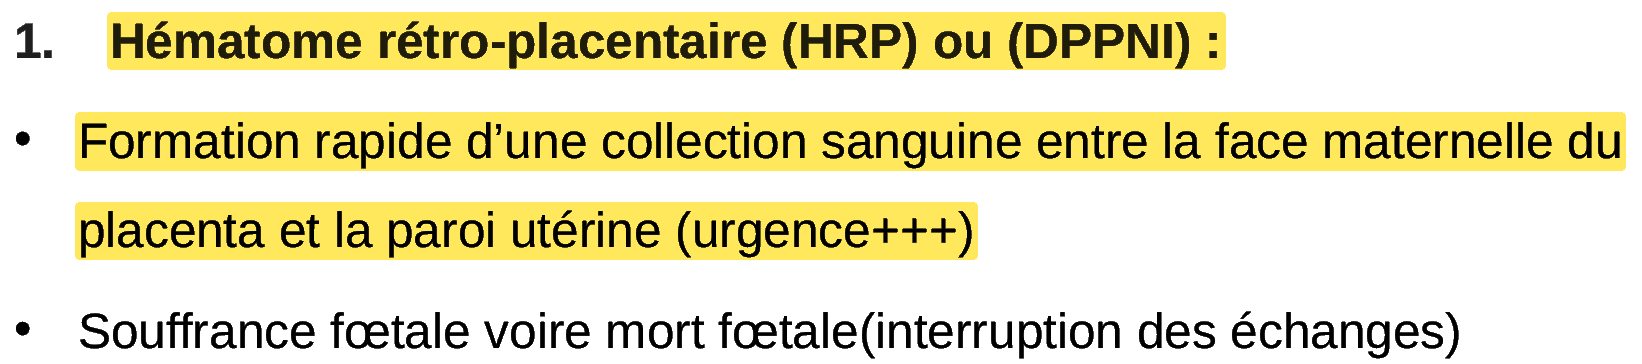 1. Hématome rétro-placentaire (HRP) ou (DPPNI) :
• Formation rapide d’une collection sanguine entre la face maternelle du
placenta et la paroi utérine (urgence+++)
• Souffrance fœtale voire mort fœtale(interruption des échanges)